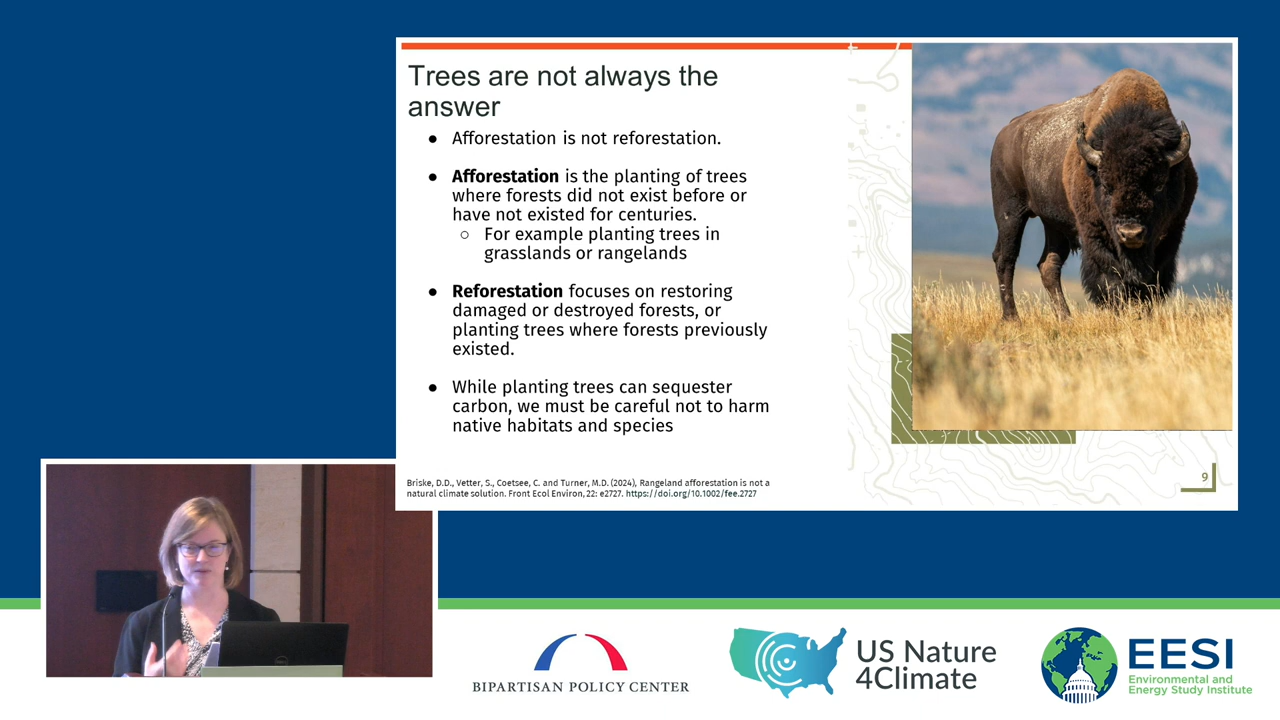 Trees are not always the
answer
● Afforestation is not reforestation.
● Afforestation is the planting of trees
where forests did not exist before or
have not existed for centuries.
○ For example planting trees in
grasslands or rangelands
● Reforestation focuses on restoring
damaged or destroyed forests, or
planting trees where forests previously
existed.
● While planting trees can sequester
carbon, we must be careful not to harm
native habitats and species
Briske, D.D., Vetter, S., Coetsee, C. and Turner, M.D. (2024), Rangeland afforestation is not a
natural climate solution. Front Ecol Environ, 22: e2727. https://doi.org/10.1002/fee.2727
9
BIPARTISAN POLICY CENTER
US Nature
4Climate
EESI
Environmental and
Energy Study Institute